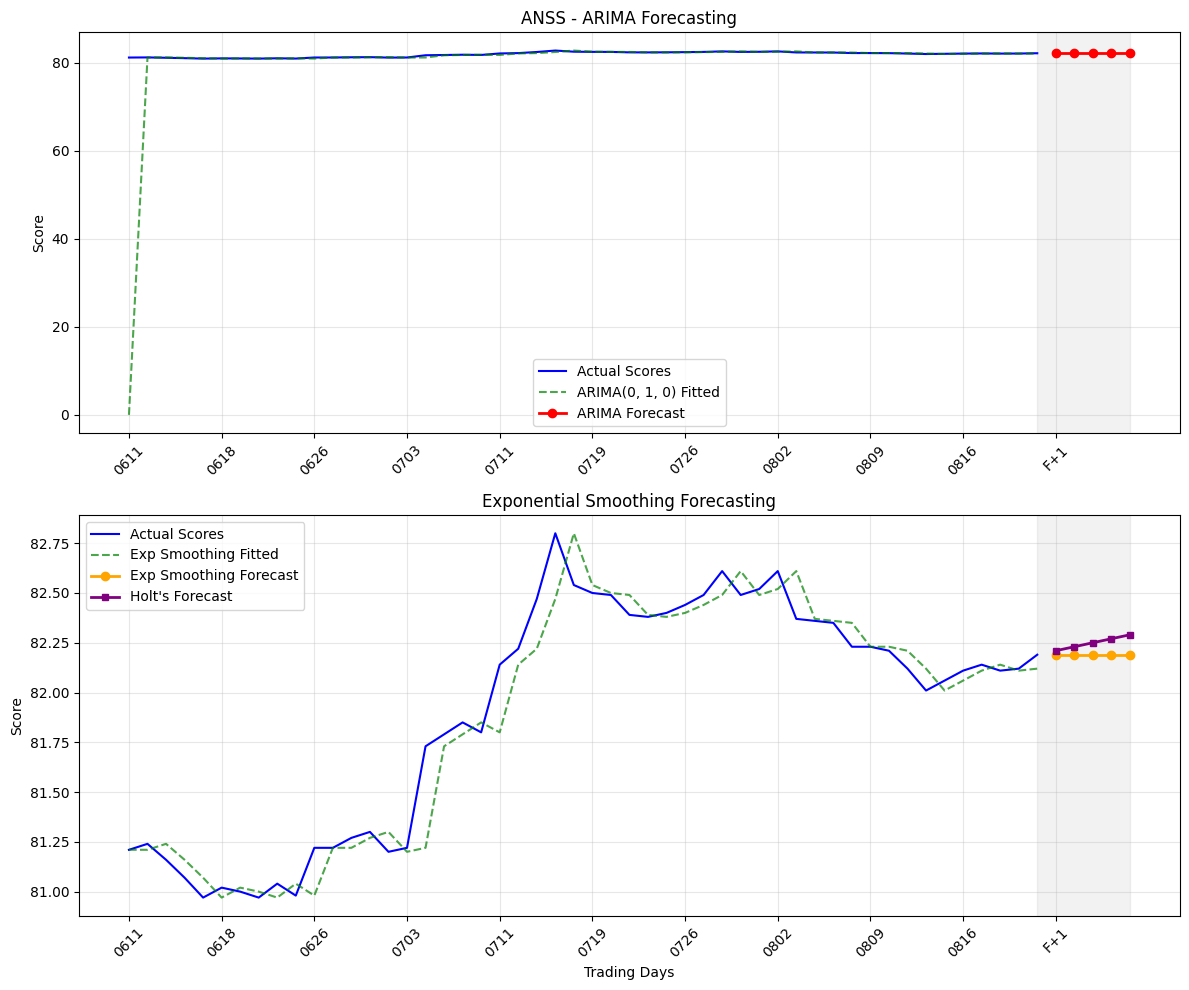 ANSS - ARIMA Forecasting
Score
80
60
40
20
0
Actual Scores
ARIMA(0, 1, 0) Fitted
ARIMA Forecast
0611
0618
0626
0703
0711
0719
0726
0802
0809
0816
F+1
Exponential Smoothing Forecasting
Score
82.75
82.50
82.25
82.00
81.75
81.50
81.25
81.00
Actual Scores
Exp Smoothing Fitted
Exp Smoothing Forecast
Holt's Forecast
0611
0618
0626
0703
0711
0719
0726
0802
0809
0816
F+1
Trading Days